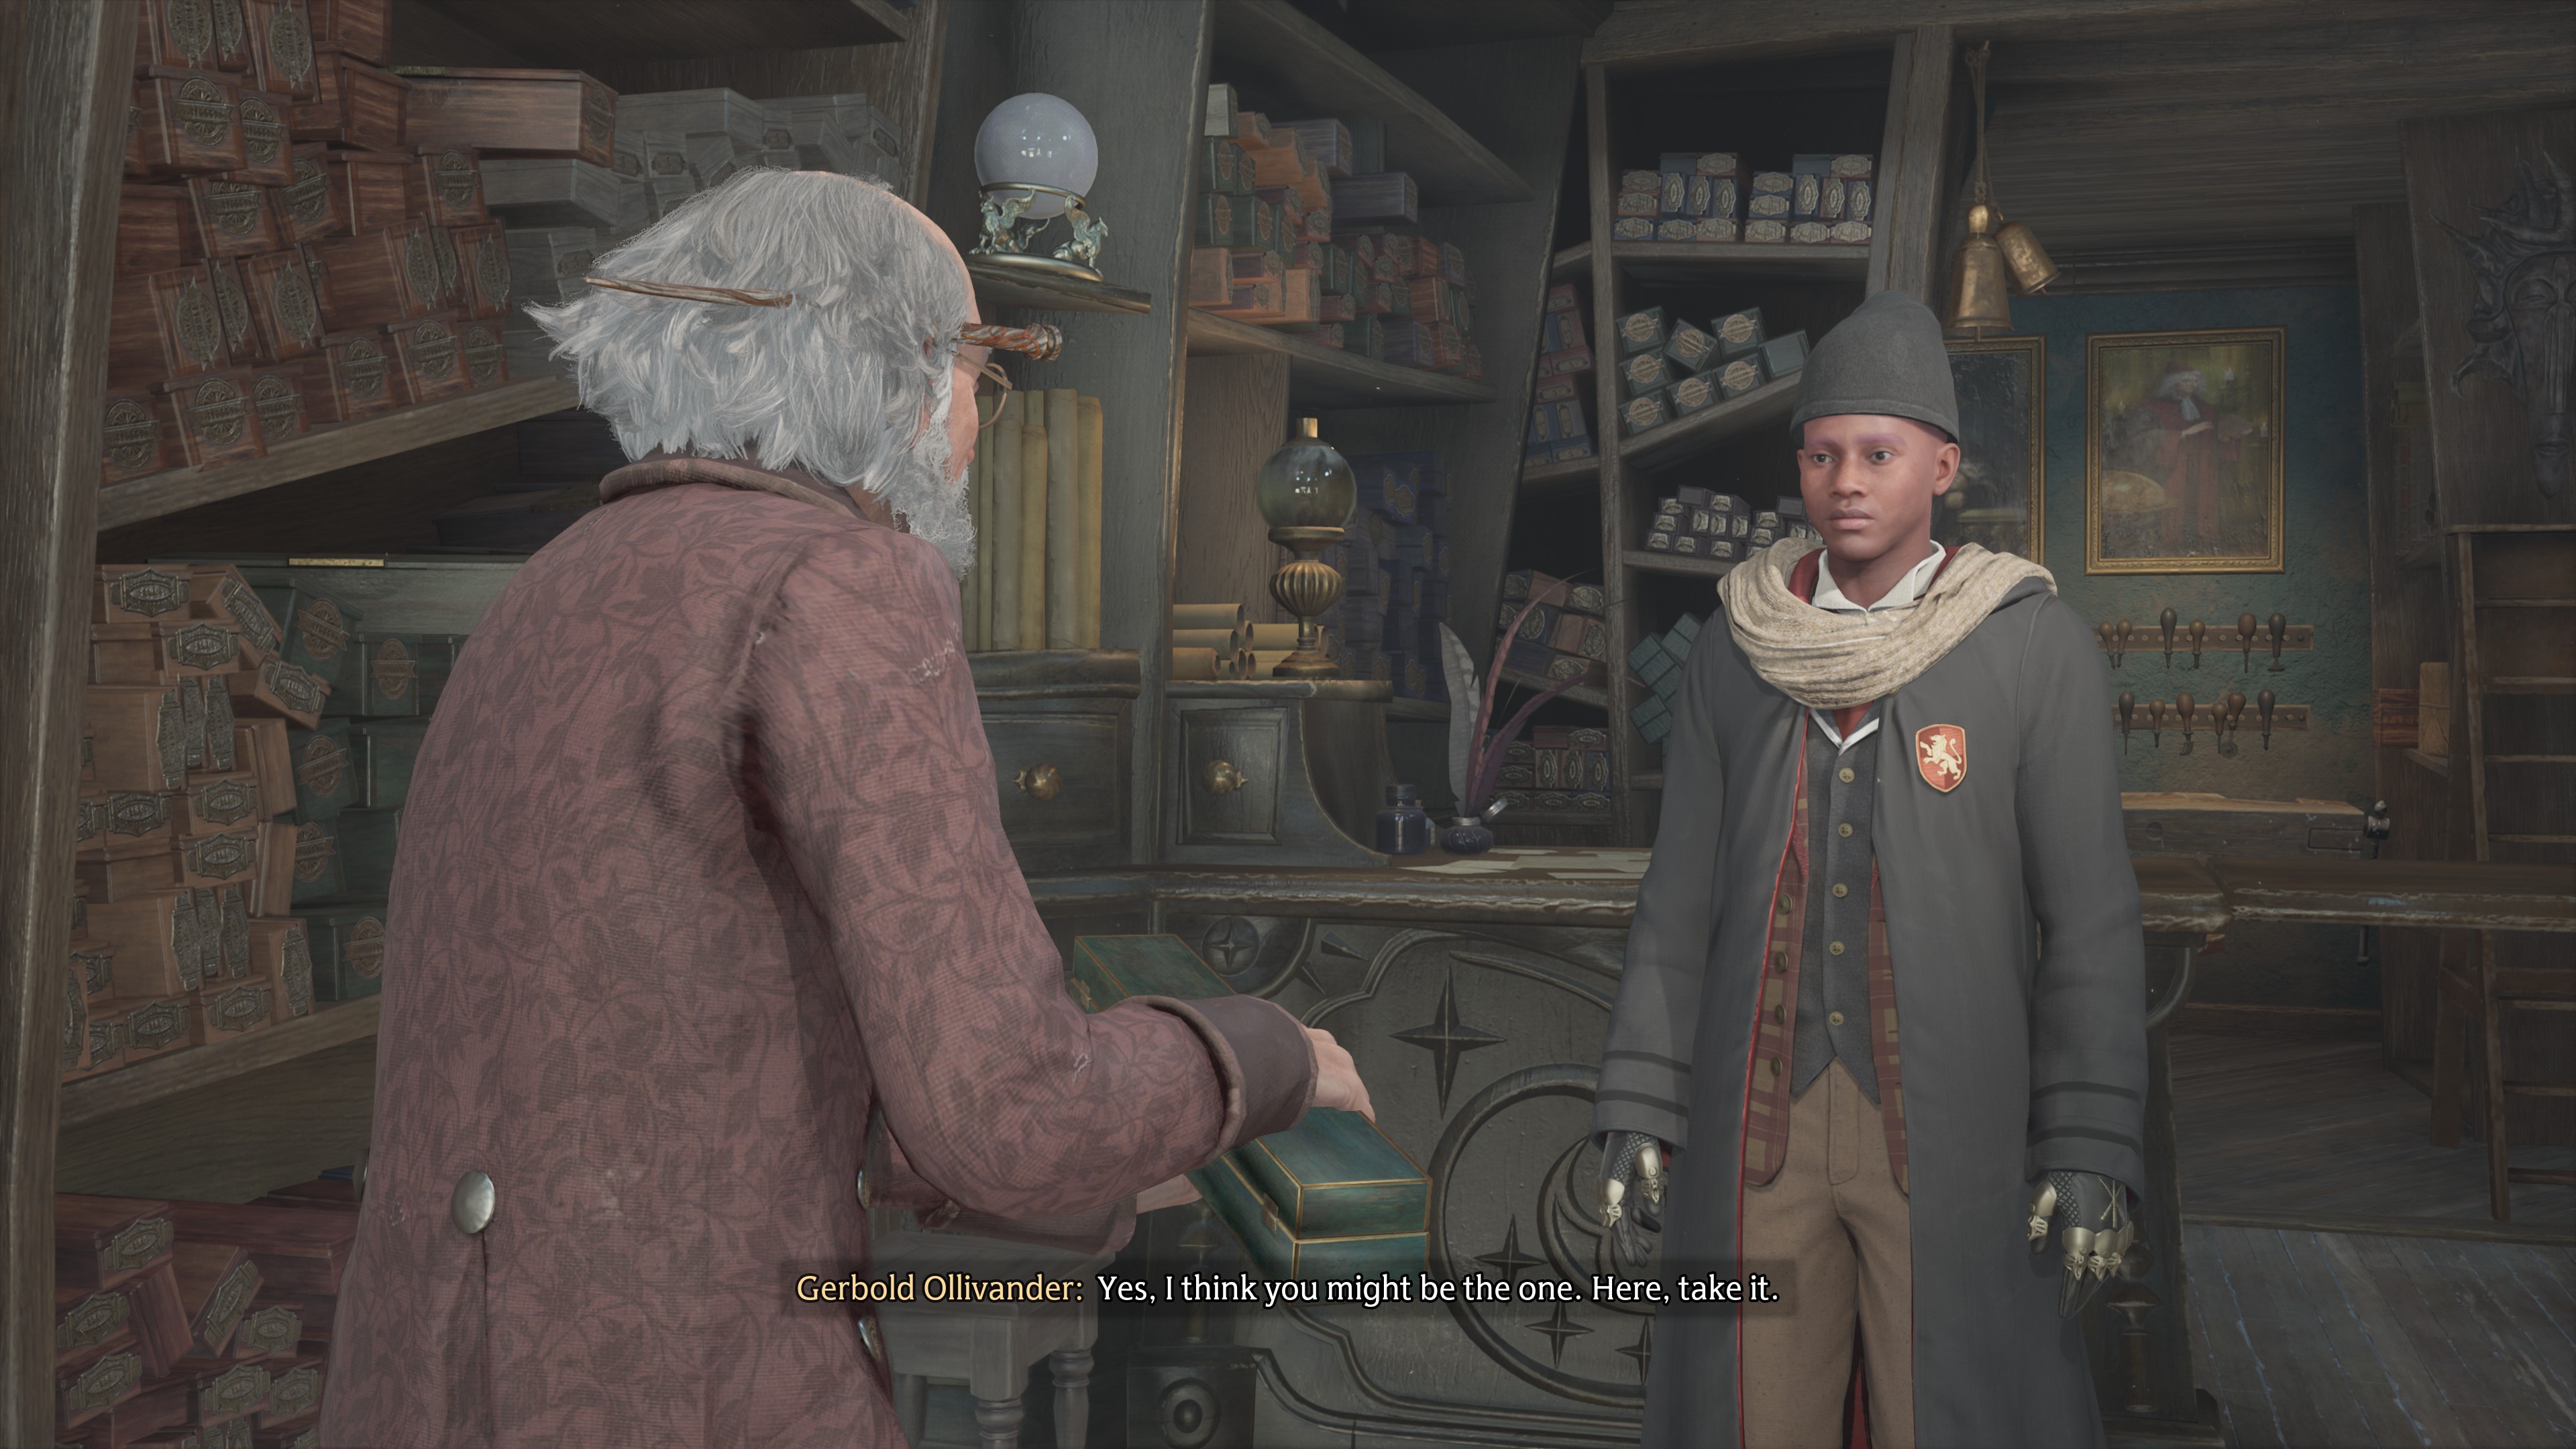 Gerbold Ollivander: Yes, I think you might be the one. Here, take it.